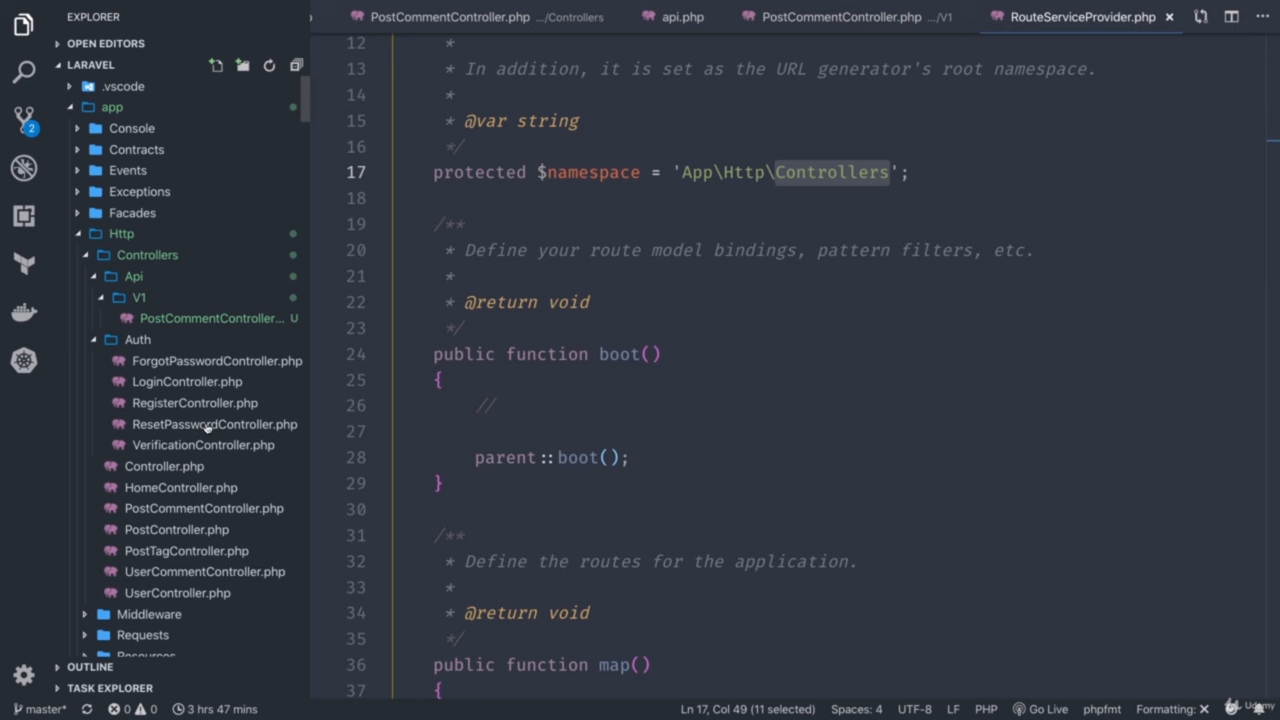 EXPLORER
PostCommentController.php .../Controllers
api.php
PostCommentController.php .../V1
RouteServiceProvider.php
OPEN EDITORS
LARAVEL
.vscode
app
Console
Contracts
Events
Exceptions
Facades
Http
Controllers
Api
V1
PostCommentController... U
Auth
ForgotPasswordController.php
LoginController.php
RegisterController.php
ResetPasswordController.php
VerificationController.php
Controller.php
HomeController.php
PostCommentController.php
PostController.php
PostTagController.php
UserCommentController.php
UserController.php
Middleware
Requests
Resources
OUTLINE
TASK EXPLORER
2
12 *
13 * In addition, it is set as the URL generator's root namespace.
14 *
15 * @var string
16 */
17 protected $namespace = 'App\Http\Controllers';
18
19 /**
20 * Define your route model bindings, pattern filters, etc.
21 *
22 * @return void
23 */
24 public function boot()
25 {
26 //
27
28 parent::boot();
29 }
30
31 /**
32 * Define the routes for the application.
33 *
34 * @return void
35 */
36 public function map()
37 {
master* 0 0 3 hrs 47 mins Ln 17, Col 49 (11 selected) Spaces: 4 UTF-8 LF PHP Go Live phpfmt Formatting: ✕
Udemy